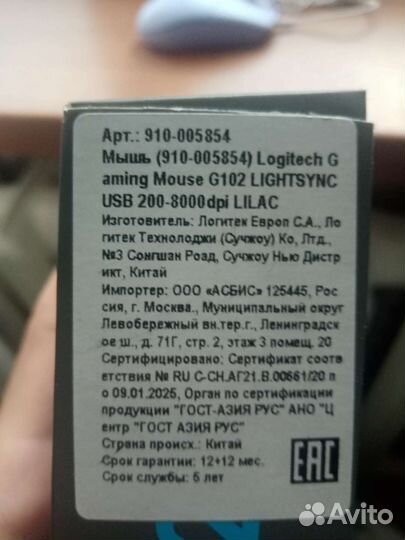 Арт.: 910-005854
Мышь (910-005854) Logitech G
aming Mouse G102 LIGHTSYNC
USB 200-8000dpi LILAC
Изготовитель: Логитек Европ С.А., Ло
гитек Технолоджи (Сучжоу) Ко, Лтд.,
№3 Сонгшан Роад, Сучжоу Нью Дистр
икт, Китай
Импортер: ООО «АСБИС» 125445, Рос
сия, г. Москва., Муниципальный округ
Левобережный вн.тер.г., Ленинградск
ое ш., д. 71Г, стр. 2, этаж 3 помещ. 20
Сертифицировано: Сертификат соотв
етствия № RU С-CH.АГ21.В.00661/20 п
о 09.01.2025, Орган по сертификации
продукции "ГОСТ-АЗИЯ РУС" АНО "Ц
ентр "ГОСТ АЗИЯ РУС"
Страна происх.: Китай
Срок гарантии: 12+12 мес.
Срок службы: 5 лет
EAC
Avito